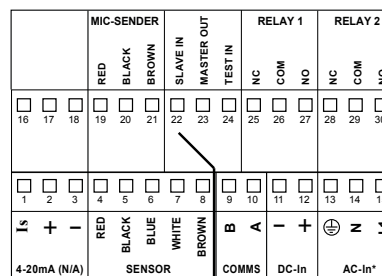 MIC-SENDER RELAY 1 RELAY 2
RED BLACK BROWN SLAVE IN MASTER OUT TEST IN NC COM NO NC COM NO
16 17 18 19 20 21 22 23 24 25 26 27 28 29 30
1 2 3 4 5 6 7 8 9 10 11 12 13 14
Is + − RED BLACK BLUE WHITE BROWN B A − + N
4-20mA (N/A) SENSOR COMMS DC-In AC-In*